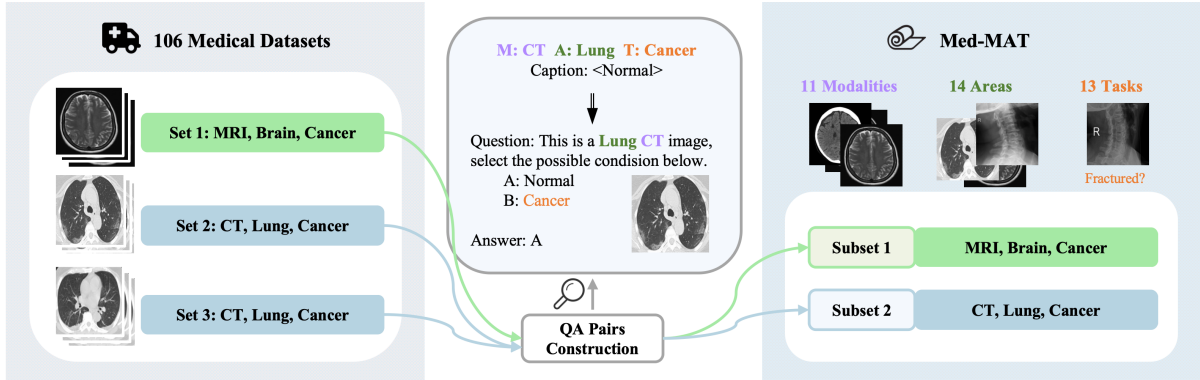 106 Medical Datasets
Set 1: MRI, Brain, Cancer
Set 2: CT, Lung, Cancer
Set 3: CT, Lung, Cancer
M: CT A: Lung T: Cancer
Caption: <Normal>
Question: This is a Lung CT image,
select the possible condision below.
A: Normal
B: Cancer
Answer: A
QA Pairs
Construction
Med-MAT
11 Modalities
14 Areas
13 Tasks
R
Fractured?
Subset 1
MRI, Brain, Cancer
Subset 2
CT, Lung, Cancer